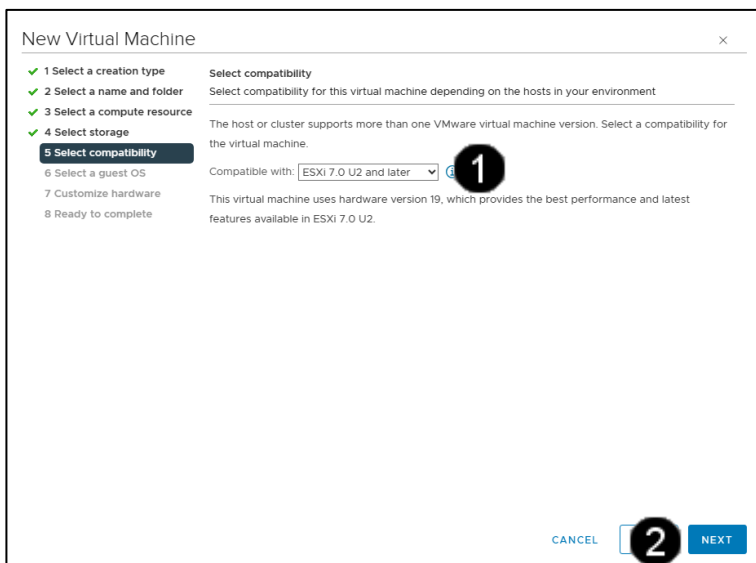 New Virtual Machine
1 Select a creation type
2 Select a name and folder
3 Select a compute resource
4 Select storage
5 Select compatibility
6 Select a guest OS
7 Customize hardware
8 Ready to complete
Select compatibility
Select compatibility for this virtual machine depending on the hosts in your environment
The host or cluster supports more than one VMware virtual machine version. Select a compatibility for
the virtual machine.
Compatible with: ESXi 7.0 U2 and later 1
This virtual machine uses hardware version 19, which provides the best performance and latest
features available in ESXi 7.0 U2.
CANCEL 2 NEXT